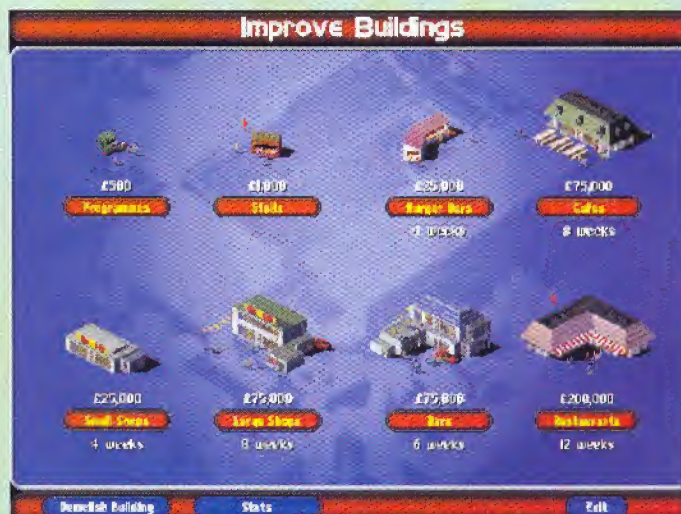 Improve Buildings
£500 £1,000 £25,000 £75,000
Programmes Stalls Burger Bars Cafes
4 weeks 8 weeks
£25,000 £75,000 £75,000 £200,000
Small Shops Large Shops Bars Restaurants
4 weeks 8 weeks 6 weeks 12 weeks
Demolish Building Stats Exit